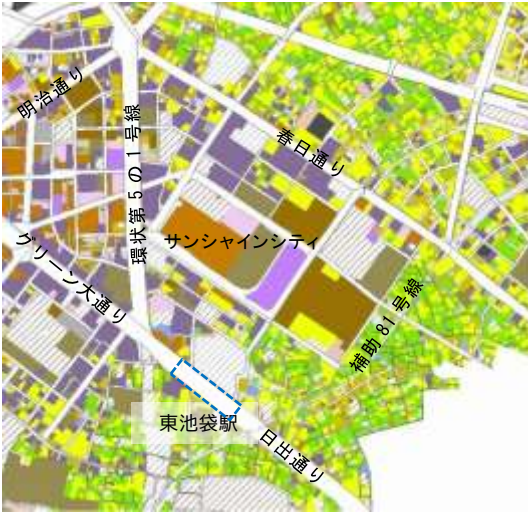 明治通り
環状第5の1号線
春日通り
サンシャインシティ
グリーン大通り
補助81号線
東池袋駅
日出通り